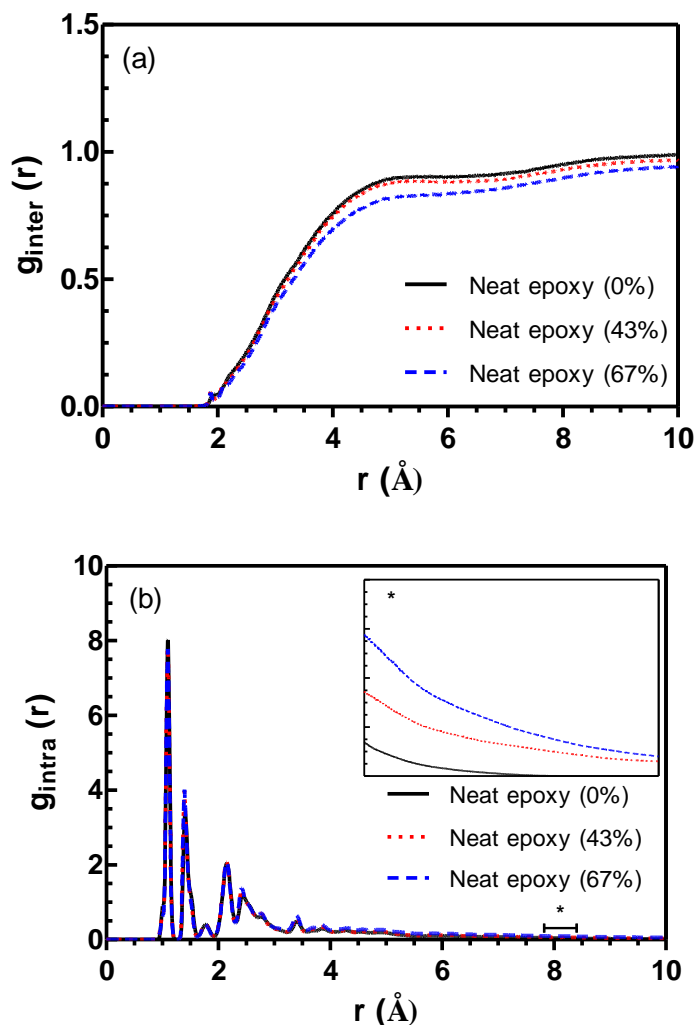 1.5
(a)
1.0
0.5
0.0
g inter (r)
Neat epoxy (0%)
Neat epoxy (43%)
Neat epoxy (67%)
0 2 4 6 8 10
r (Å)
10
(b)
*
8
6
4
2
0
g intra (r)
Neat epoxy (0%)
Neat epoxy (43%)
Neat epoxy (67%)
*
0 2 4 6 8 10
r (Å)